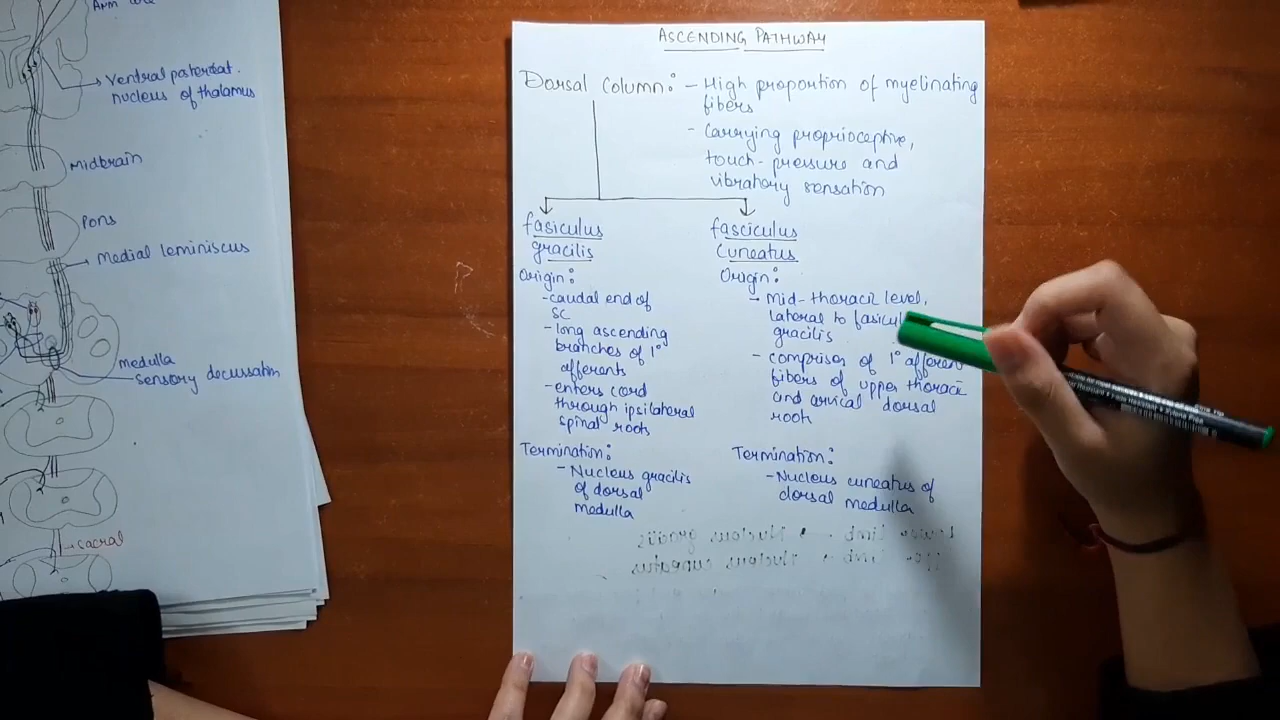 ventral posterolat.
nucleus of thalamus
Midbrain
Pons
Medial leminiscus
medulla
sensory decussation
sacral
ASCENDING PATHWAY
Dorsal Column: - High proportion of myelinating
fibers
- Carrying proprioceptive,
touch-pressure and
vibratory sensation
fasiculus
gracilis
Origin:
-caudal end of
SC
-long ascending
branches of 1°
afferents
-enters cord
through ipsilateral
spinal roots
Termination:
-Nucleus gracilis
of dorsal
medulla
fasciculus
Cuneatus
Origin:
- Mid-thoracic level,
lateral to
gracilis
- comprises of 1° afferent
fibers of upper thoracic
and cervical dorsal
roots
Termination:
-Nucleus cuneatus of
dorsal medulla